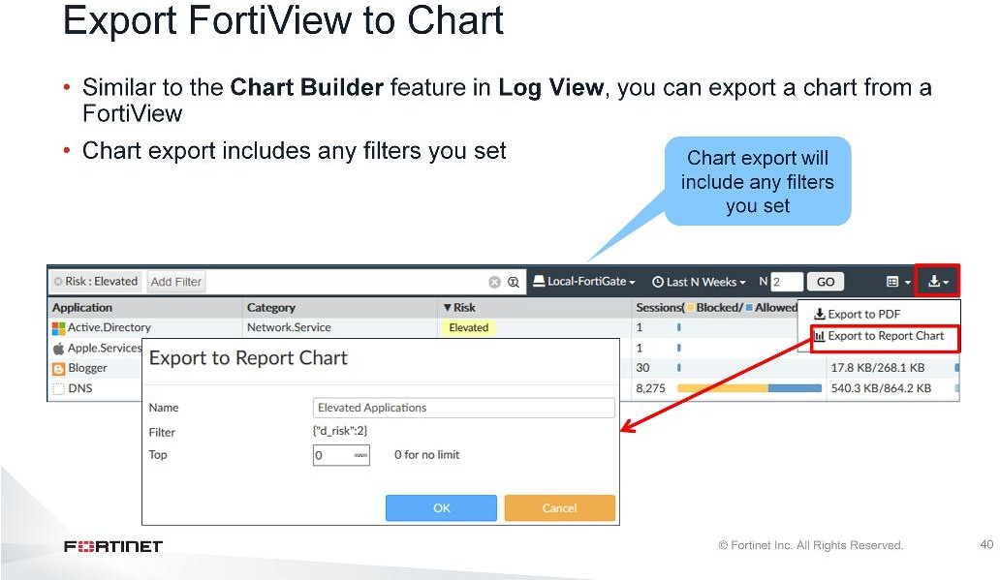 Export FortiView to Chart
• Similar to the Chart Builder feature in Log View, you can export a chart from a
FortiView
• Chart export includes any filters you set
Chart export will
include any filters
you set
Risk : Elevated Add Filter Local-FortiGate Last N Weeks N 2 GO
Application Category Risk Sessions( Blocked/ Allowed
Export to PDF
Export to Report Chart
Active.Directory Network.Service Elevated 1
Apple.Services 1
Blogger 30 17.8 KB/268.1 KB
DNS 8,275 540.3 KB/864.2 KB
Export to Report Chart
Name Elevated Applications
Filter {"d_risk":2}
Top 0 0 for no limit
OK Cancel
FORTINET
© Fortinet Inc. All Rights Reserved. 40